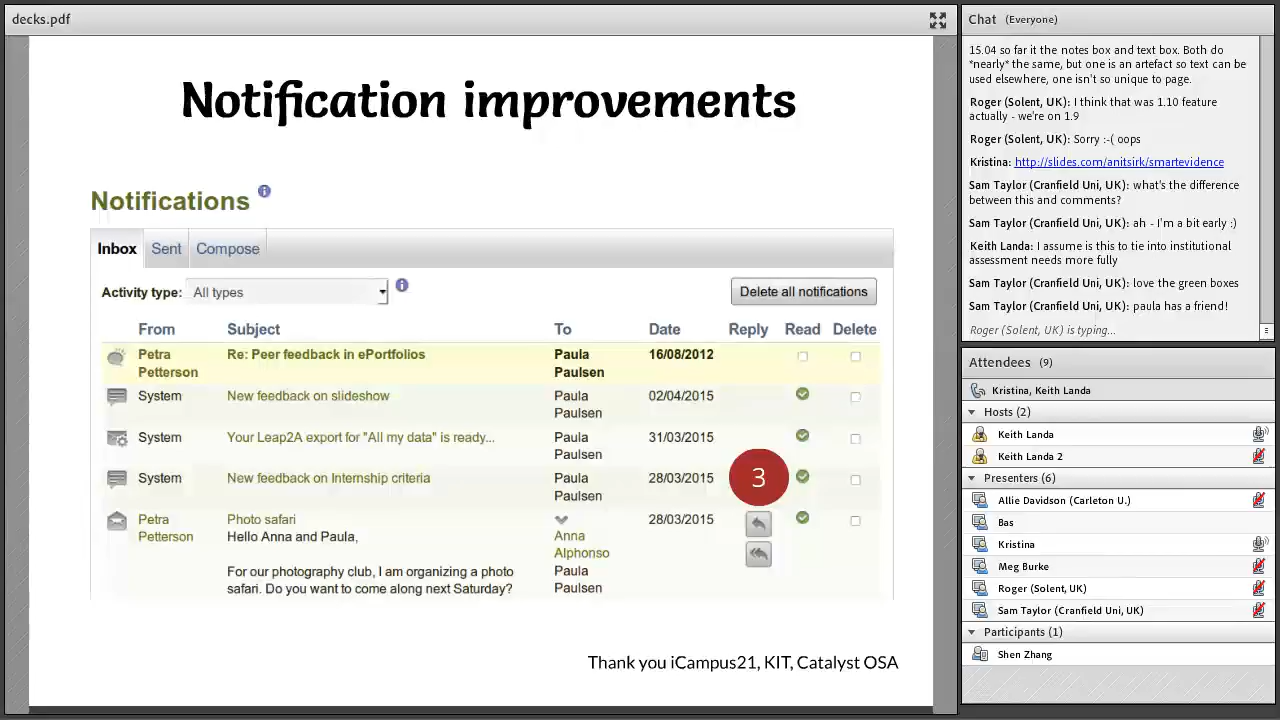 decks.pdf
Notification improvements
Notifications
Inbox Sent Compose
Activity type: All types Delete all notifications
From Subject To Date Reply Read Delete
Petra Re: Peer feedback in ePortfolios Paula 16/08/2012
Petterson Paulsen
System New feedback on slideshow Paula 02/04/2015
Paulsen
System Your Leap2A export for "All my data" is ready... Paula 31/03/2015
Paulsen
System New feedback on Internship criteria Paula 28/03/2015 3
Paulsen
Petra Photo safari 28/03/2015
Petterson Hello Anna and Paula, Anna
Alphonso
For our photography club, I am organizing a photo Paula
safari. Do you want to come along next Saturday? Paulsen
Thank you iCampus21, KIT, Catalyst OSA
Chat (Everyone)
15.04 so far it the notes box and text box. Both do
*nearly* the same, but one is an artefact so text can be
used elsewhere, one isn't so unique to page.
Roger (Solent, UK): I think that was 1.10 feature
actually - we're on 1.9
Roger (Solent, UK): Sorry :-( oops
Kristina: http://slides.com/anitsirk/smartevidence
Sam Taylor (Cranfield Uni, UK): what's the difference
between this and comments?
Sam Taylor (Cranfield Uni, UK): ah - I'm a bit early :)
Keith Landa: I assume is this to tie into institutional
assessment needs more fully
Sam Taylor (Cranfield Uni, UK): love the green boxes
Sam Taylor (Cranfield Uni, UK): paula has a friend!
Roger (Solent, UK) is typing...
Attendees (9)
Kristina, Keith Landa
Hosts (2)
Keith Landa
Keith Landa 2
Presenters (6)
Allie Davidson (Carleton U.)
Bas
Kristina
Meg Burke
Roger (Solent, UK)
Sam Taylor (Cranfield Uni, UK)
Participants (1)
Shen Zhang